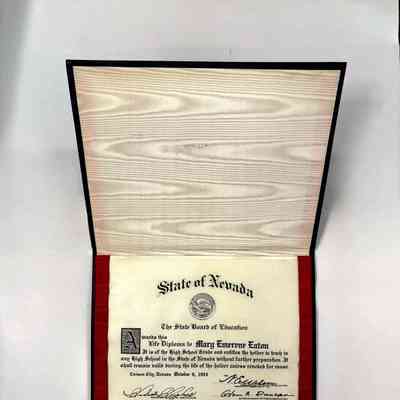 State of Nevada
The State Board of Education
Awards this
Life Diploma to Mary Emerene Eaton
It is of the High School Grade and entitles the holder to teach in
any High School in the State of Nevada without further preparation. It
shall remain valid during the life of the holder unless revoked for cause
Carson City, Nevada October 6,